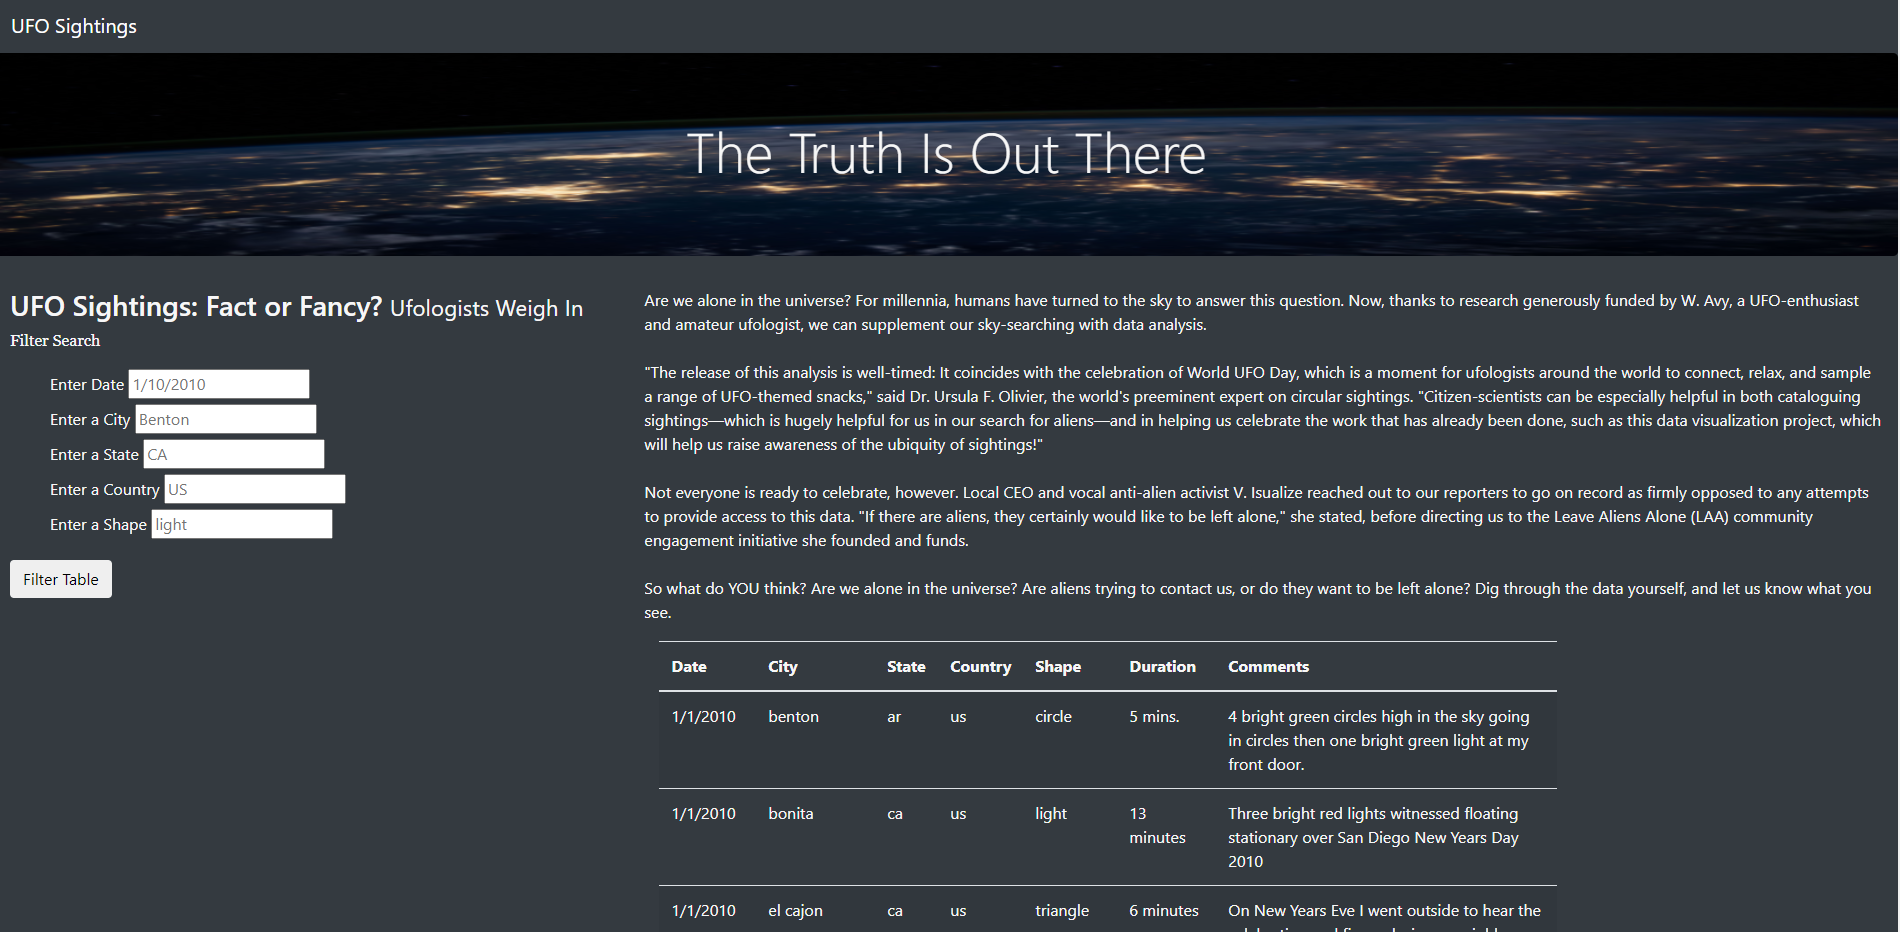 UFO Sightings
The Truth Is Out There
UFO Sightings: Fact or Fancy? Ufologists Weigh In
Filter Search
Enter Date 1/10/2010
Enter a City Benton
Enter a State CA
Enter a Country US
Enter a Shape light
Filter Table
Are we alone in the universe? For millennia, humans have turned to the sky to answer this question. Now, thanks to research generously funded by W. Avy, a UFO-enthusiast
and amateur ufologist, we can supplement our sky-searching with data analysis.
"The release of this analysis is well-timed: It coincides with the celebration of World UFO Day, which is a moment for ufologists around the world to connect, relax, and sample
a range of UFO-themed snacks," said Dr. Ursula F. Olivier, the world's preeminent expert on circular sightings. "Citizen-scientists can be especially helpful in both cataloguing
sightings—which is hugely helpful for us in our search for aliens—and in helping us celebrate the work that has already been done, such as this data visualization project, which
will help us raise awareness of the ubiquity of sightings!"
Not everyone is ready to celebrate, however. Local CEO and vocal anti-alien activist V. Isualize reached out to our reporters to go on record as firmly opposed to any attempts
to provide access to this data. "If there are aliens, they certainly would like to be left alone," she stated, before directing us to the Leave Aliens Alone (LAA) community
engagement initiative she founded and funds.
So what do YOU think? Are we alone in the universe? Are aliens trying to contact us, or do they want to be left alone? Dig through the data yourself, and let us know what you
see.
Date City State Country Shape Duration Comments
1/1/2010 benton ar us circle 5 mins. 4 bright green circles high in the sky going
in circles then one bright green light at my
front door.
1/1/2010 bonita ca us light 13 Three bright red lights witnessed floating
minutes stationary over San Diego New Years Day
2010
1/1/2010 el cajon ca us triangle 6 minutes On New Years Eve I went outside to hear the